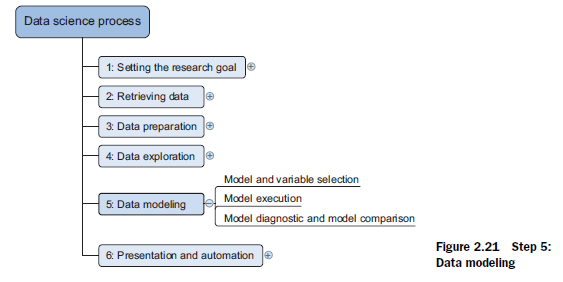 Data science process
1: Setting the research goal
2: Retrieving data
3: Data preparation
4: Data exploration
Model and variable selection
5: Data modeling
Model execution
Model diagnostic and model comparison
6: Presentation and automation
Figure 2.21 Step 5:
Data modeling